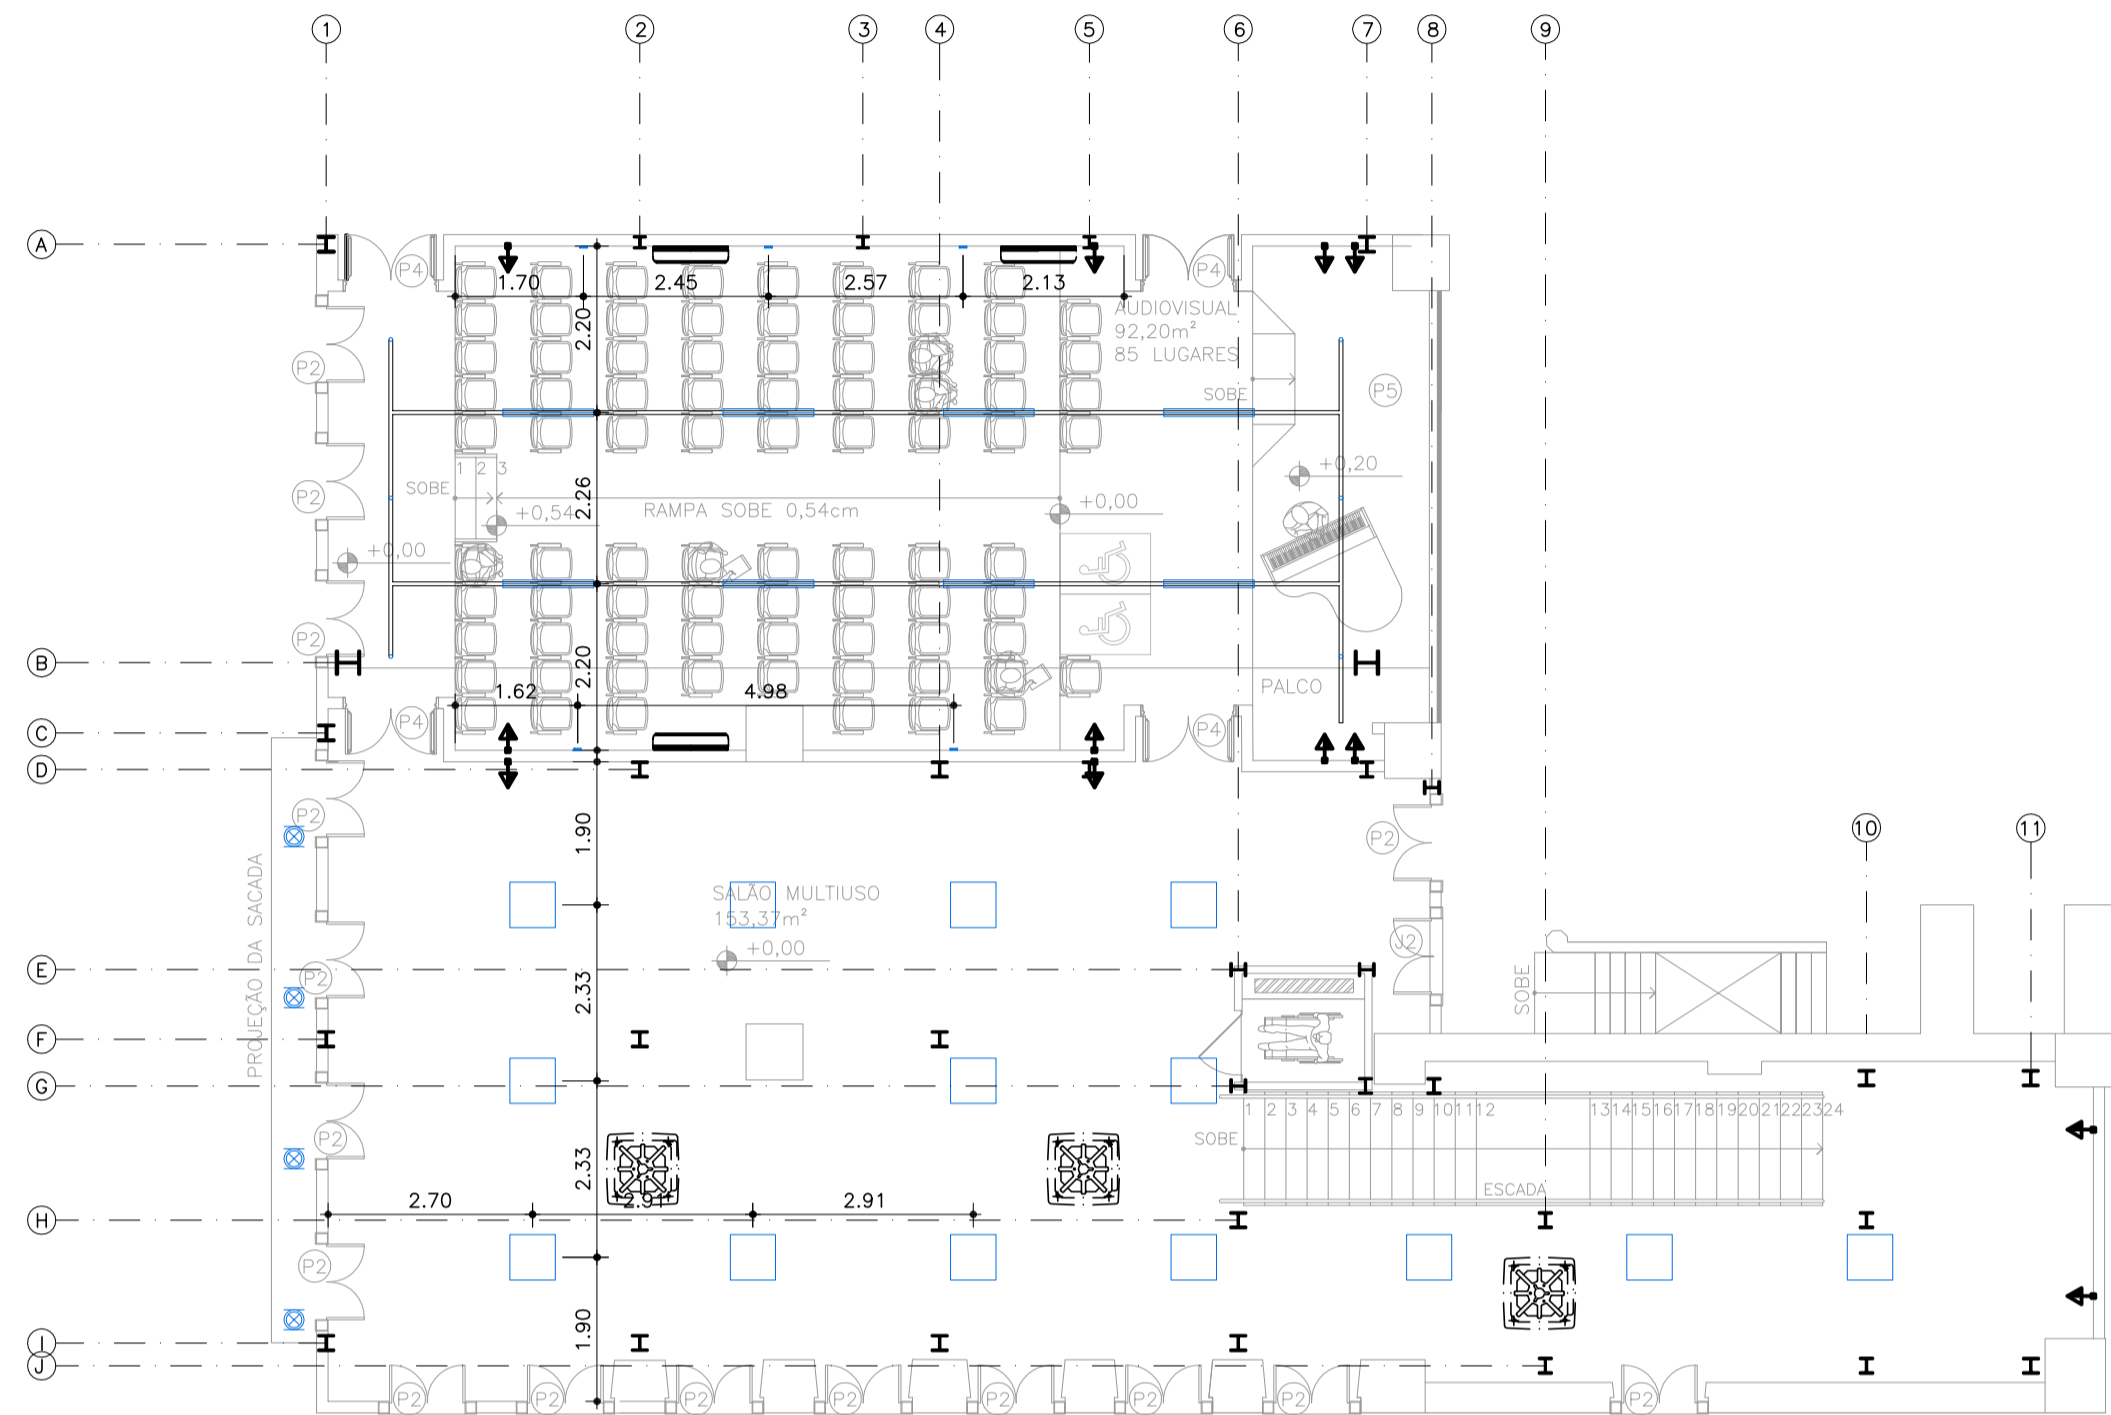 1 2 3 4 5 6 7 8 9
A
P4
P4
1.70 2.45 2.57 2.13
2.20
AUDIOVISUAL
92,20m²
85 LUGARES
P2
P5
SOBE
1 2 3
SOBE
+0,20
P2
2.26
+0,54
RAMPA SOBE 0,54cm
+0,00
+0,00
P2
B
2.20
PALCO
1.62 4.98
C
P4
P4
D
P2
1.90
P2
10 11
PROJEÇÃO DA SACADA
SALÃO MULTIUSO
153,37m²
+0,00
J2
E
P2
2.33
SOBE
F
G
1 2 3 4 5 6 7 8 9 10 11 12 13 14 15 16 17 18 19 20 21 22 23 24
P2
SOBE
2.33
ESCADA
2.70 2.91 2.91
H
P2
1.90
I
J
P2 P2 P2 P2 P2 P2 P2 P2